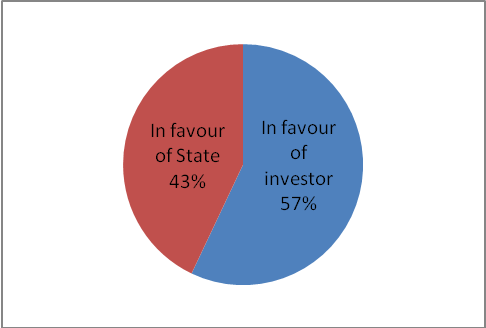 In favour
of State
43%
In favour
of
investor
57%